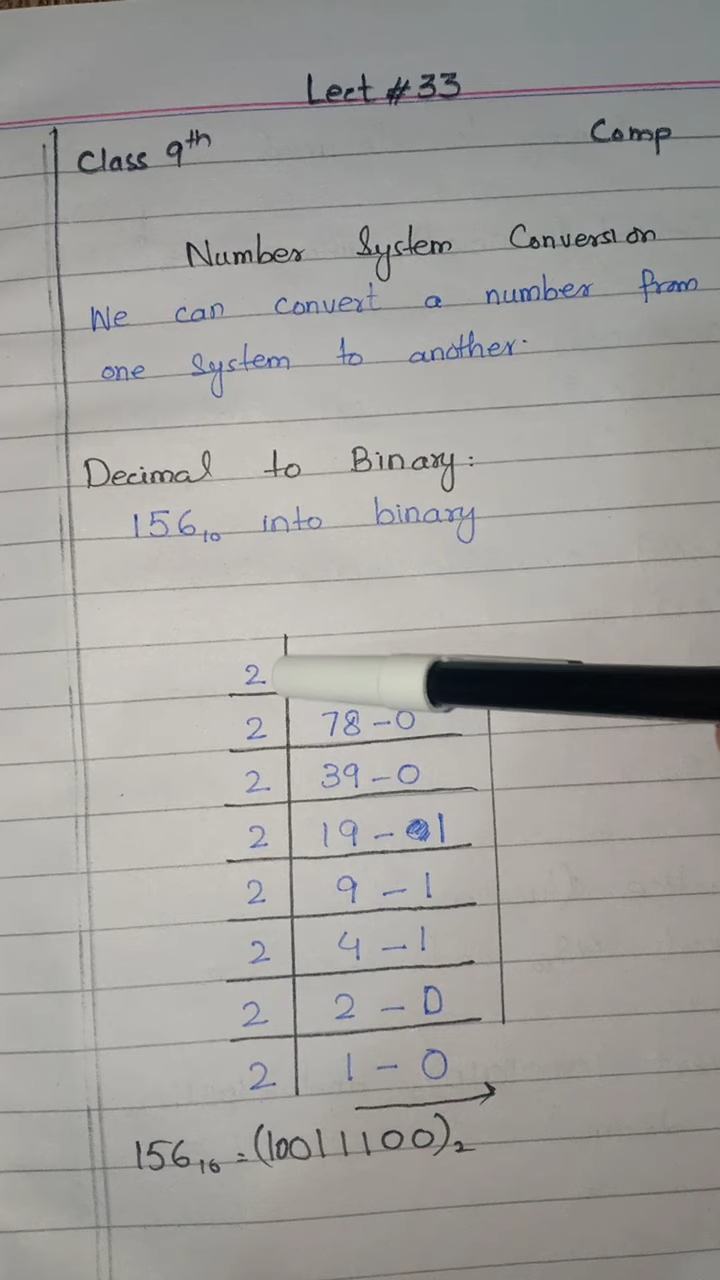 Lect # 33
Class 9th Comp
Number System Conversion
We can convert a number from
one system to another.
Decimal to Binary:
156₁₀ into binary
2
2 78 - 0
2 39 - 0
2 19 - 1
2 9 - 1
2 4 - 1
2 2 - 0
2 1 - 0
156₁₆ = (10011100)₂